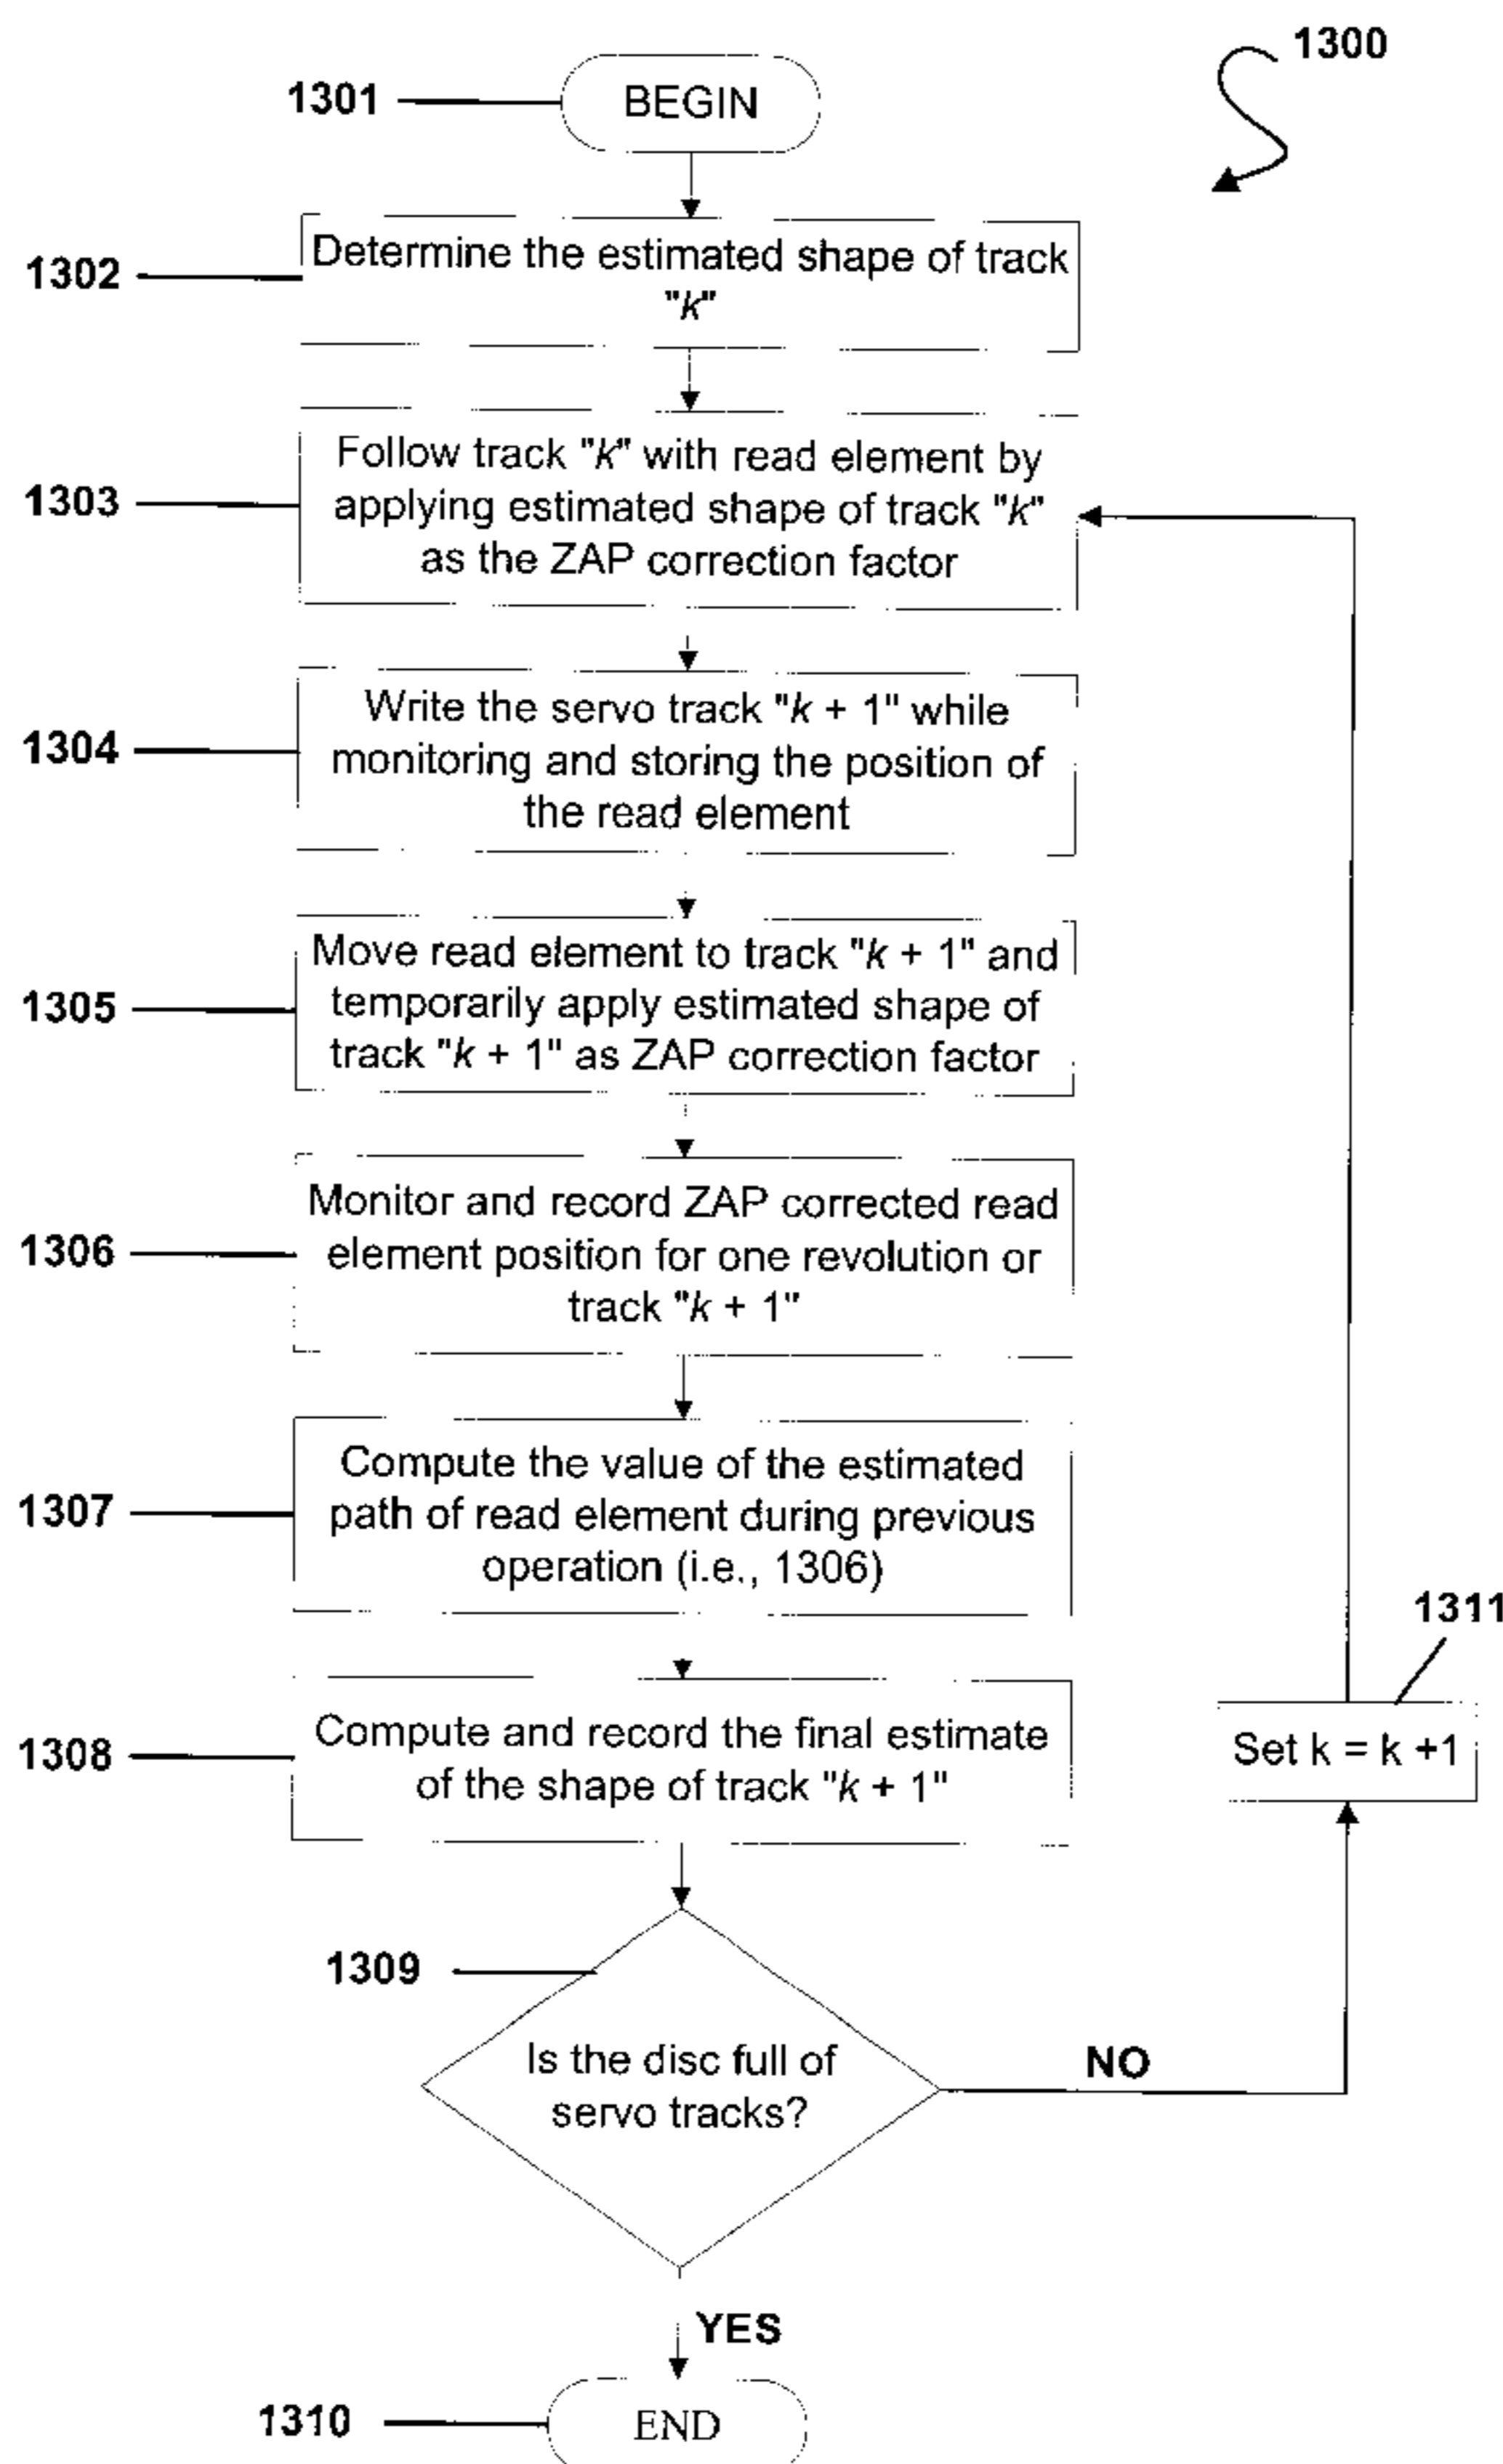 1300
1301
BEGIN
1302
Determine the estimated shape of track
"k"
1303
Follow track "k" with read element by
applying estimated shape of track "k"
as the ZAP correction factor
1304
Write the servo track "k + 1" while
monitoring and storing the position of
the read element
1305
Move read element to track "k + 1" and
temporarily apply estimated shape of
track "k + 1" as ZAP correction factor
1306
Monitor and record ZAP corrected read
element position for one revolution or
track "k + 1"
1307
Compute the value of the estimated
path of read element during previous
operation (i.e., 1306)
1308
Compute and record the final estimate
of the shape of track "k + 1"
1311
Set k = k +1
1309
Is the disc full of
servo tracks?
NO
YES
1310
END